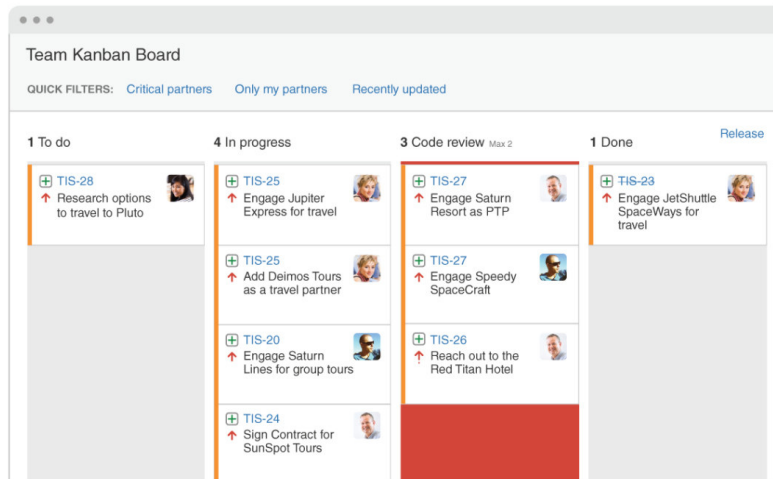 Team Kanban Board
QUICK FILTERS: Critical partners Only my partners Recently updated
Release
1 To do
TIS-28
Research options
to travel to Pluto
4 In progress
TIS-25
Engage Jupiter
Express for travel
TIS-25
Add Deimos Tours
as a travel partner
TIS-20
Engage Saturn
Lines for group tours
TIS-24
Sign Contract for
SunSpot Tours
3 Code review Max 2
TIS-27
Engage Saturn
Resort as PTP
TIS-27
Engage Speedy
SpaceCraft
TIS-26
Reach out to the
Red Titan Hotel
1 Done
TIS-23
Engage JetShuttle
SpaceWays for
travel